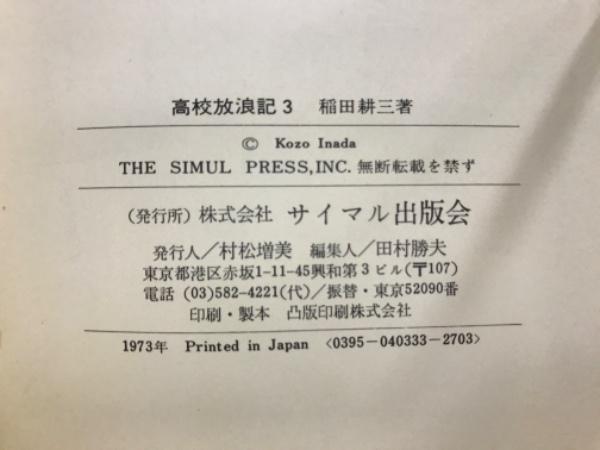 高校放浪記3 稲田耕三著
© Kozo Inada
THE SIMUL PRESS,INC. 無断転載を禁ず
(発行所) 株式会社 サイマル出版会
発行人/村松増美 編集人/田村勝夫
東京都港区赤坂1-11-45興和第3ビル(〒107)
電話 (03)582-4221(代)/振替・東京52090番
印刷・製本 凸版印刷株式会社
1973年 Printed in Japan <0395-040333-2703>